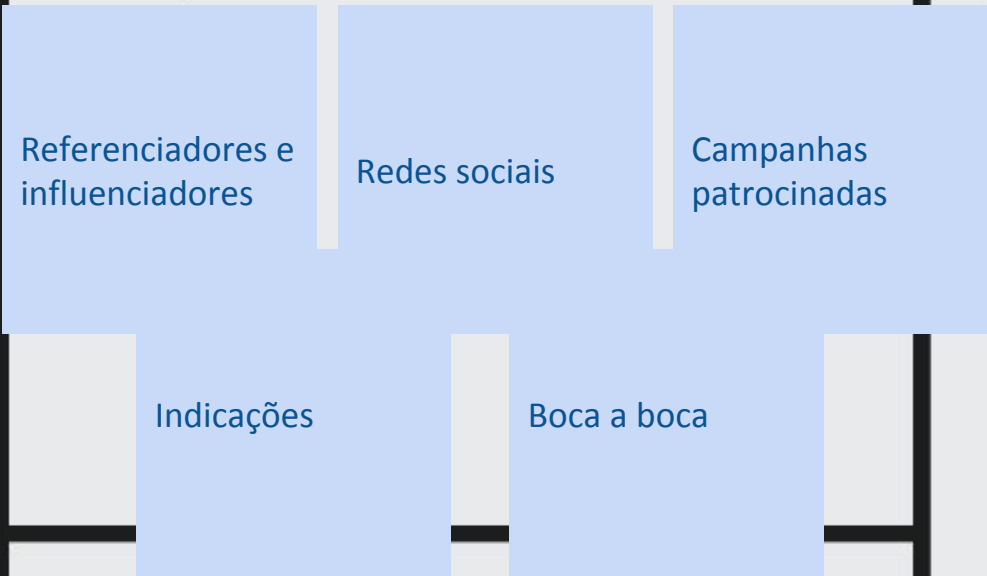 Referenciadores e
influenciadores
Redes sociais
Campanhas
patrocinadas
Indicações
Boca a boca